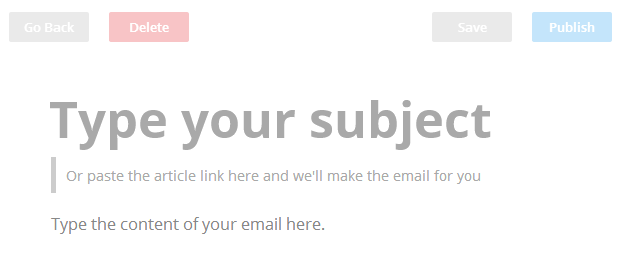 Go Back Delete Save Publish
Type your subject
Or paste the article link here and we'll make the email for you
Type the content of your email here.